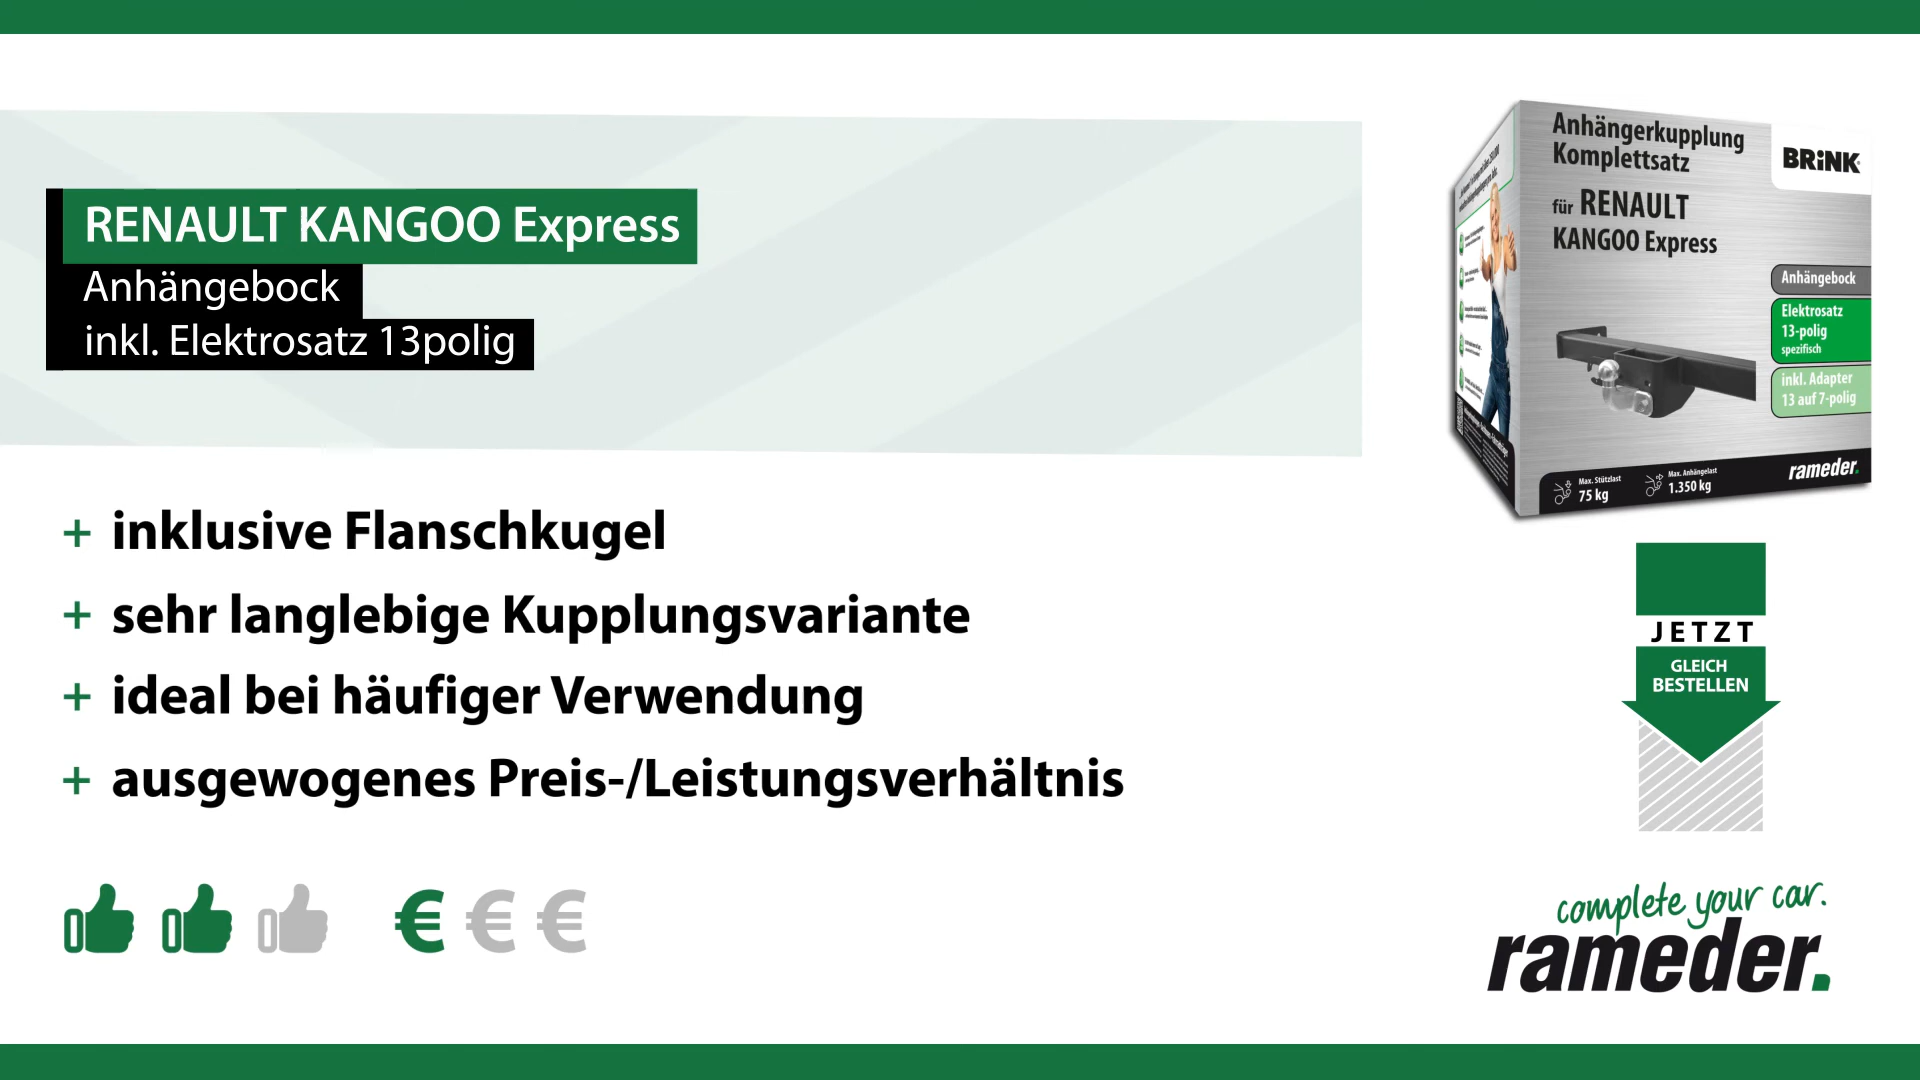 RENAULT KANGOO Express
Anhängebock
inkl. Elektrosatz 13polig
+ inklusive Flanschkugel
+ sehr langlebige Kupplungsvariante
+ ideal bei häufiger Verwendung
+ ausgewogenes Preis-/Leistungsverhältnis
€ € €
Anhängerkupplung
Komplettsatz
BRiNK
für RENAULT
KANGOO Express
Anhängebock
Elektrosatz
13-polig
spezifisch
inkl. Adapter
13 auf 7-polig
Max. Stützlast
75 kg
Max. Anhängelast
1.350 kg
rameder.
JETZT
GLEICH
BESTELLEN
complete your car.
rameder.